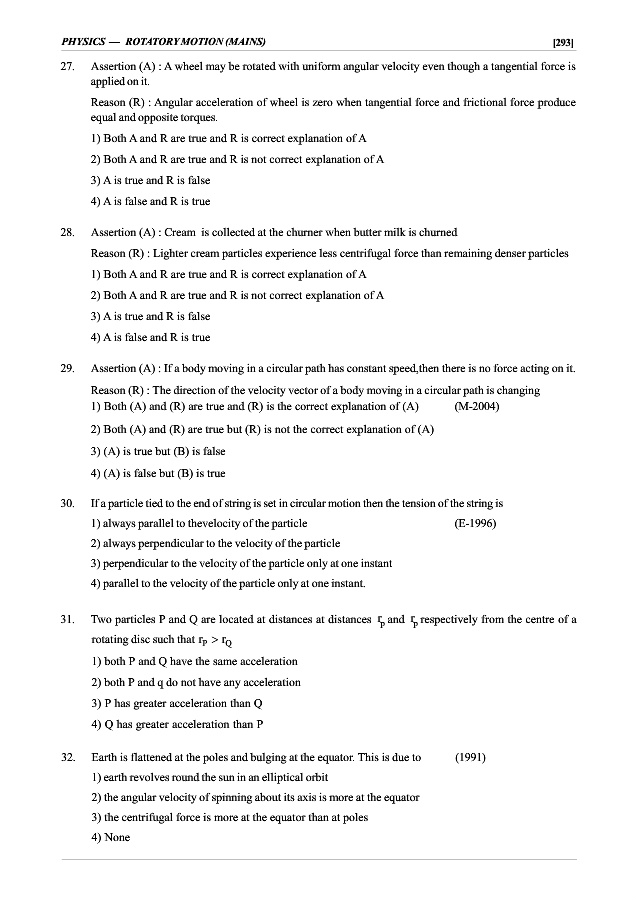 PHYSICS — ROTATORY MOTION (MAINS) [293]
27. Assertion (A) : A wheel may be rotated with uniform angular velocity even though a tangential force is
applied on it.
Reason (R) : Angular acceleration of wheel is zero when tangential force and frictional force produce
equal and opposite torques.
1) Both A and R are true and R is correct explanation of A
2) Both A and R are true and R is not correct explanation of A
3) A is true and R is false
4) A is false and R is true
28. Assertion (A) : Cream is collected at the churner when butter milk is churned
Reason (R) : Lighter cream particles experience less centrifugal force than remaining denser particles
1) Both A and R are true and R is correct explanation of A
2) Both A and R are true and R is not correct explanation of A
3) A is true and R is false
4) A is false and R is true
29. Assertion (A) : If a body moving in a circular path has constant speed,then there is no force acting on it.
Reason (R) : The direction of the velocity vector of a body moving in a circular path is changing
1) Both (A) and (R) are true and (R) is the correct explanation of (A) (M-2004)
2) Both (A) and (R) are true but (R) is not the correct explanation of (A)
3) (A) is true but (B) is false
4) (A) is false but (B) is true
30. If a particle tied to the end of string is set in circular motion then the tension of the string is
1) always parallel to thevelocity of the particle (E-1996)
2) always perpendicular to the velocity of the particle
3) perpendicular to the velocity of the particle only at one instant
4) parallel to the velocity of the particle only at one instant.
31. Two particles P and Q are located at distances at distances r_p and r_p respectively from the centre of a
rotating disc such that r_P > r_Q
1) both P and Q have the same acceleration
2) both P and q do not have any acceleration
3) P has greater acceleration than Q
4) Q has greater acceleration than P
32. Earth is flattened at the poles and bulging at the equator. This is due to (1991)
1) earth revolves round the sun in an elliptical orbit
2) the angular velocity of spinning about its axis is more at the equator
3) the centrifugal force is more at the equator than at poles
4) None